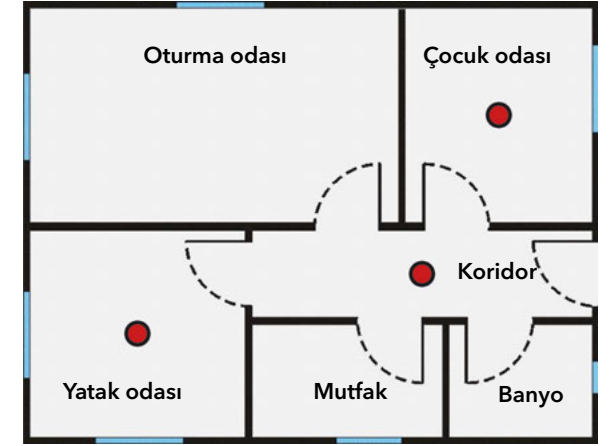 Oturma odası
Çocuk odası
Koridor
Yatak odası
Mutfak
Banyo